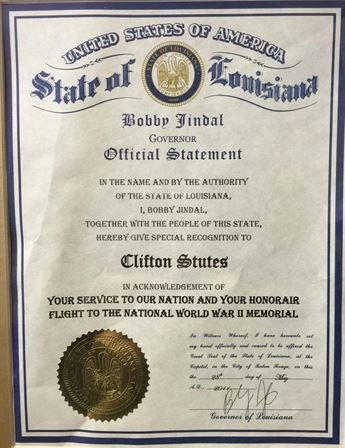 UNITED STATES OF AMERICA
State of Louisiana
Bobby Jindal
GOVERNOR
Official Statement
IN THE NAME AND BY THE AUTHORITY
OF THE STATE OF LOUISIANA,
I, BOBBY JINDAL,
TOGETHER WITH THE PEOPLE OF THIS STATE,
HEREBY GIVE SPECIAL RECOGNITION TO
Clifton Stutes
IN ACKNOWLEDGEMENT OF
YOUR SERVICE TO OUR NATION AND YOUR HONORAIR
FLIGHT TO THE NATIONAL WORLD WAR II MEMORIAL
In Witness Whereof, I have hereunto set
my hand officially and caused to be affixed the
Great Seal of the State of Louisiana, at the
Capitol, in the City of Baton Rouge, on this
the 25th day of May
A.D.,
Governor of Louisiana